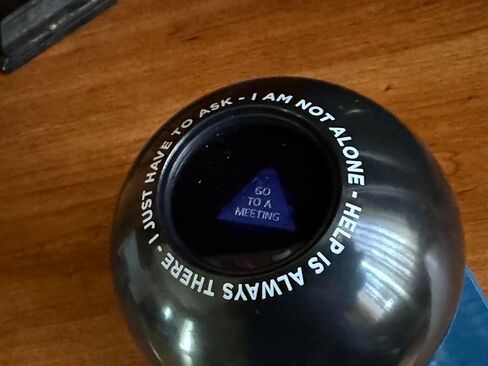 I AM NOT ALONE - HELP IS ALWAYS THERE - I JUST HAVE TO ASK -
GO
TO A
MEETING